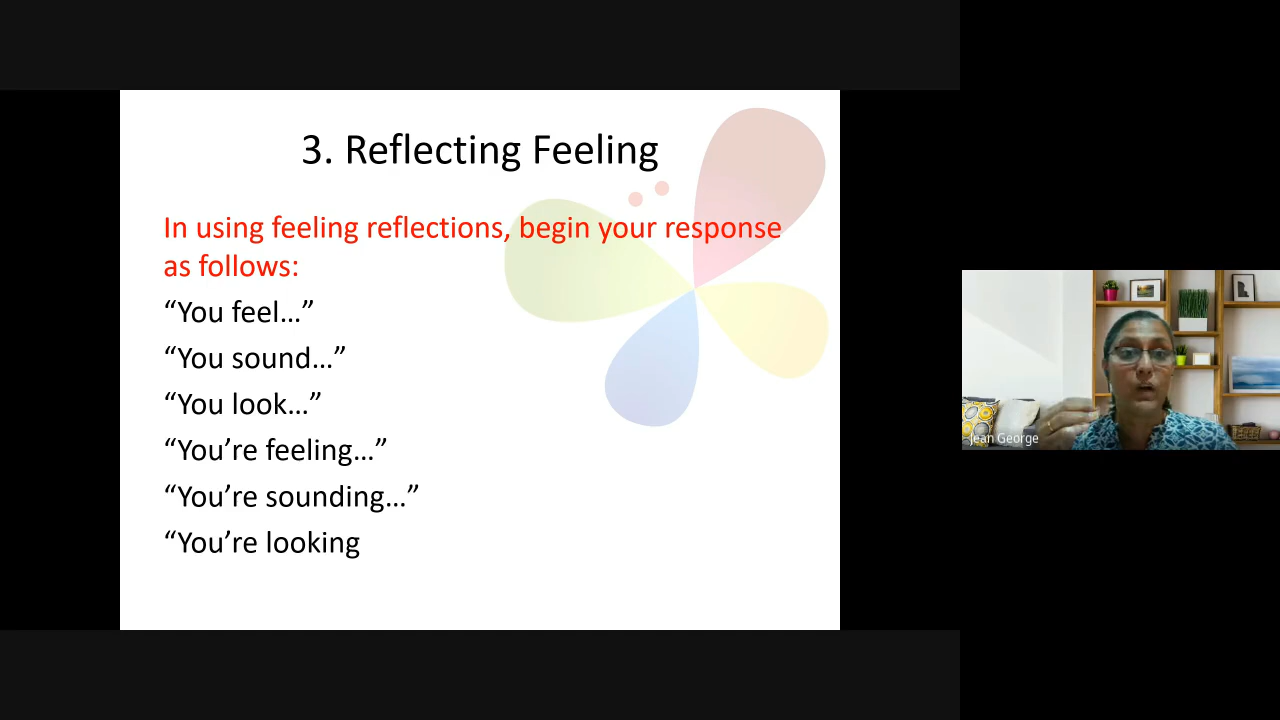 3. Reflecting Feeling
In using feeling reflections, begin your response
as follows:
“You feel…”
“You sound…”
“You look…”
“You’re feeling…”
“You’re sounding…”
“You’re looking
Jean George